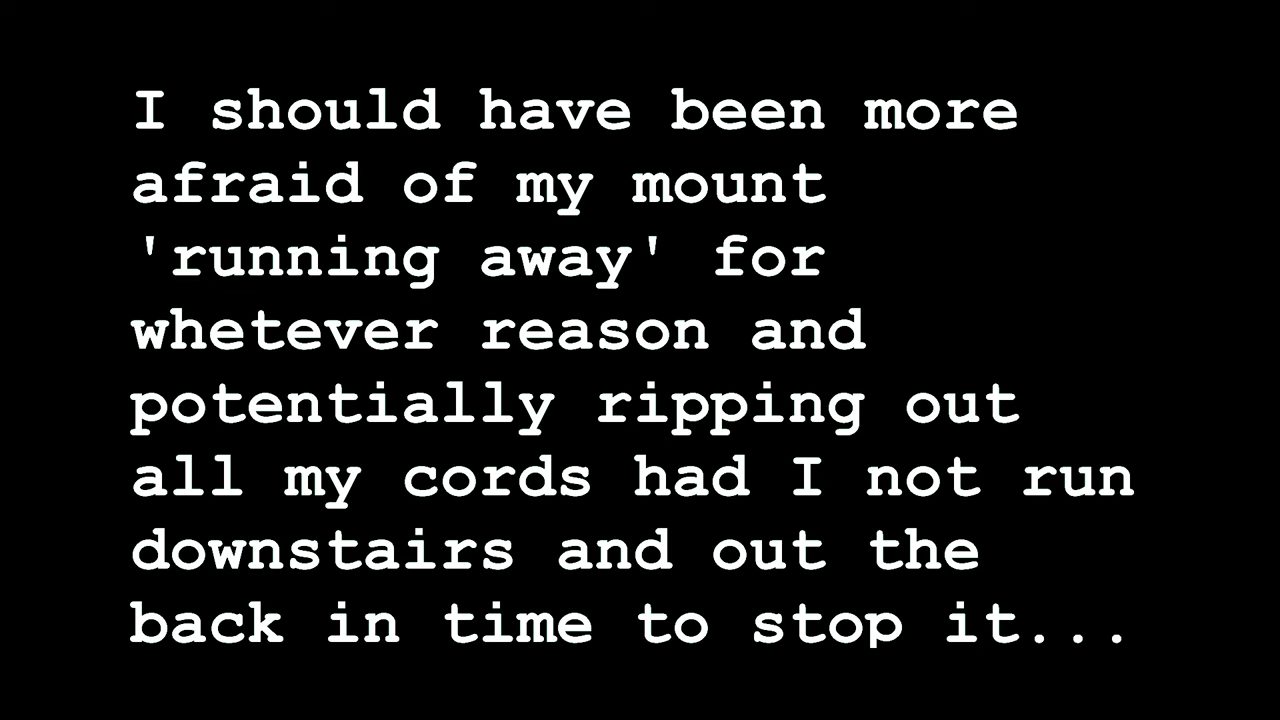 I should have been more
afraid of my mount
'running away' for
whetever reason and
potentially ripping out
all my cords had I not run
downstairs and out the
back in time to stop it...